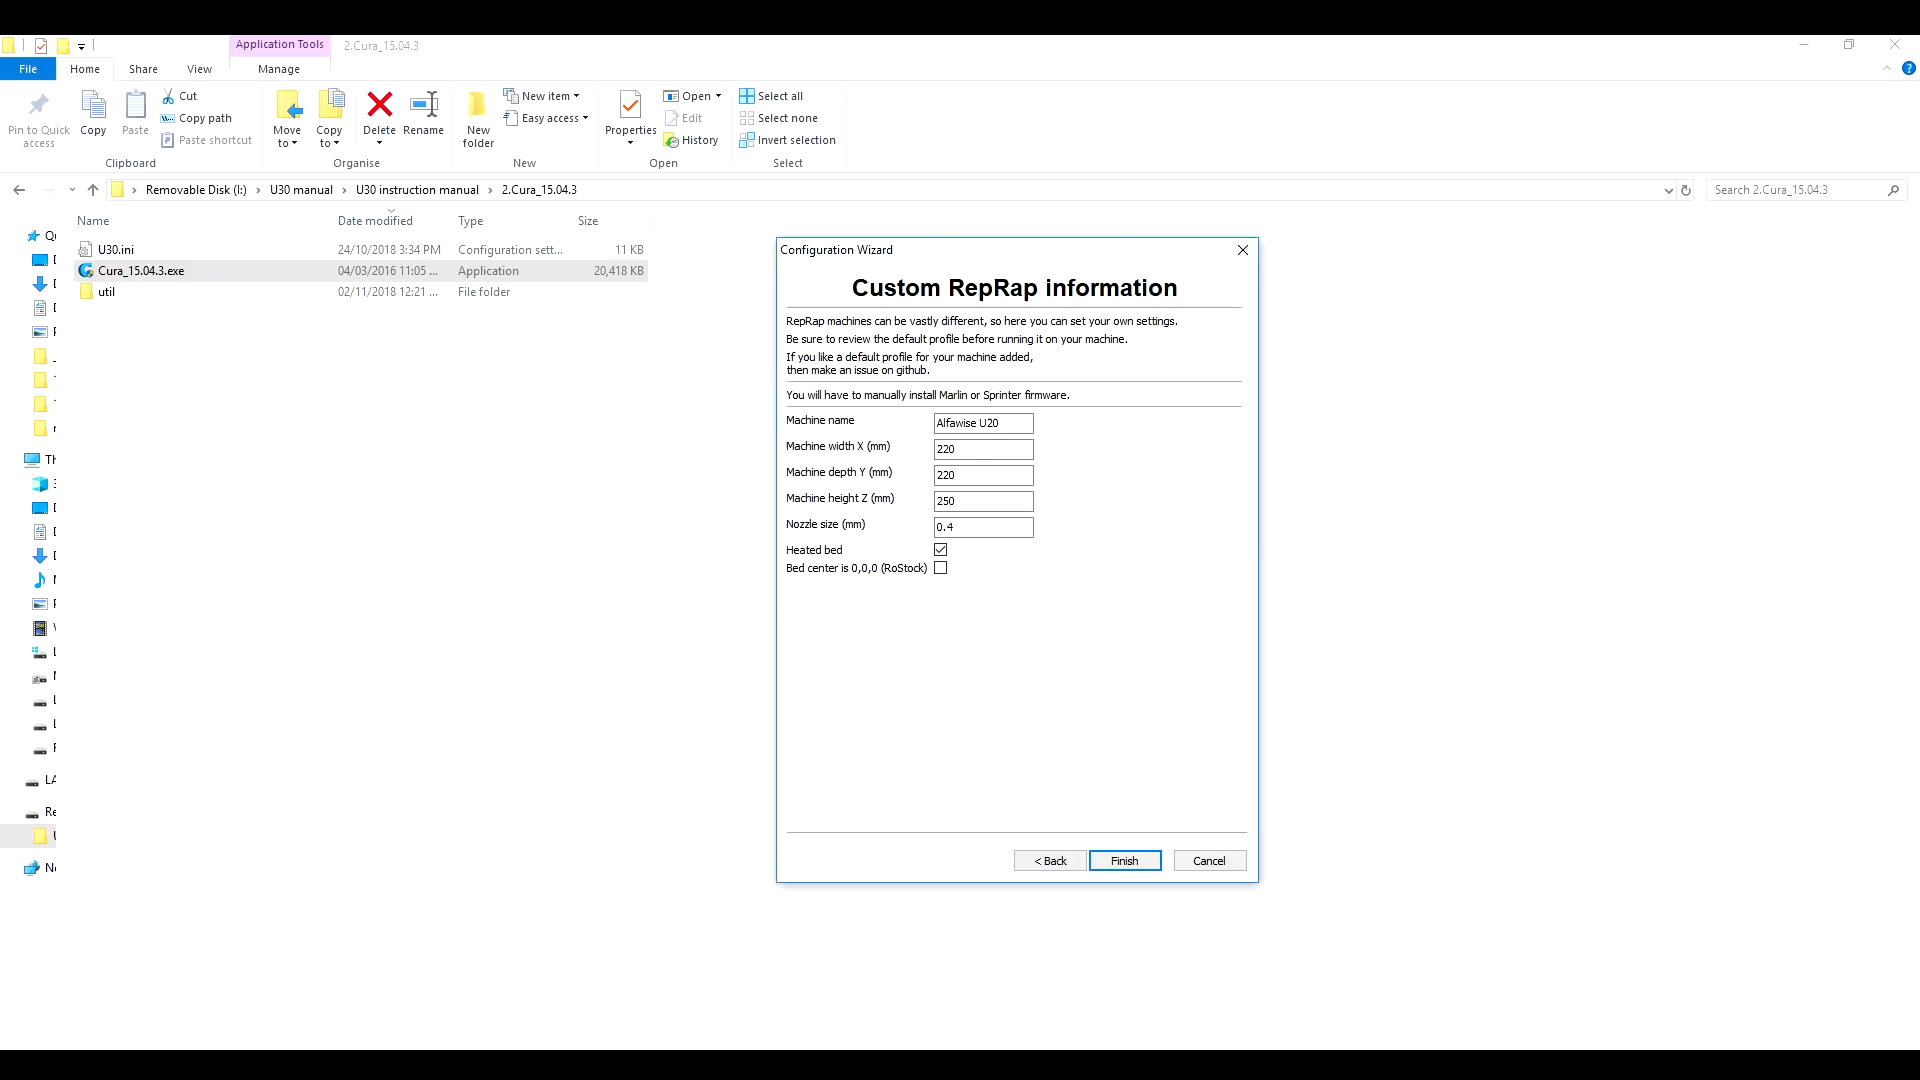 Application Tools
2.Cura_15.04.3
File
Home
Share
View
Manage
Pin to Quick
access
Copy
Paste
Cut
Copy path
Paste shortcut
Clipboard
Move
to
Copy
to
Delete
Rename
Organise
New
folder
New item
Easy access
New
Properties
Open
Edit
History
Open
Select all
Select none
Invert selection
Select
Removable Disk (I:) > U30 manual > U30 instruction manual > 2.Cura_15.04.3
Search 2.Cura_15.04.3
Name
Date modified
Type
Size
U30.ini
24/10/2018 3:34 PM
Configuration sett...
11 KB
Cura_15.04.3.exe
04/03/2016 11:05 ...
Application
20,418 KB
util
02/11/2018 12:21 ...
File folder
Configuration Wizard
Custom RepRap information
RepRap machines can be vastly different, so here you can set your own settings.
Be sure to review the default profile before running it on your machine.
If you like a default profile for your machine added,
then make an issue on github.
You will have to manually install Marlin or Sprinter firmware.
Machine name
Alfawise U20
Machine width X (mm)
220
Machine depth Y (mm)
220
Machine height Z (mm)
250
Nozzle size (mm)
0.4
Heated bed
Bed center is 0,0,0 (RoStock)
< Back
Finish
Cancel